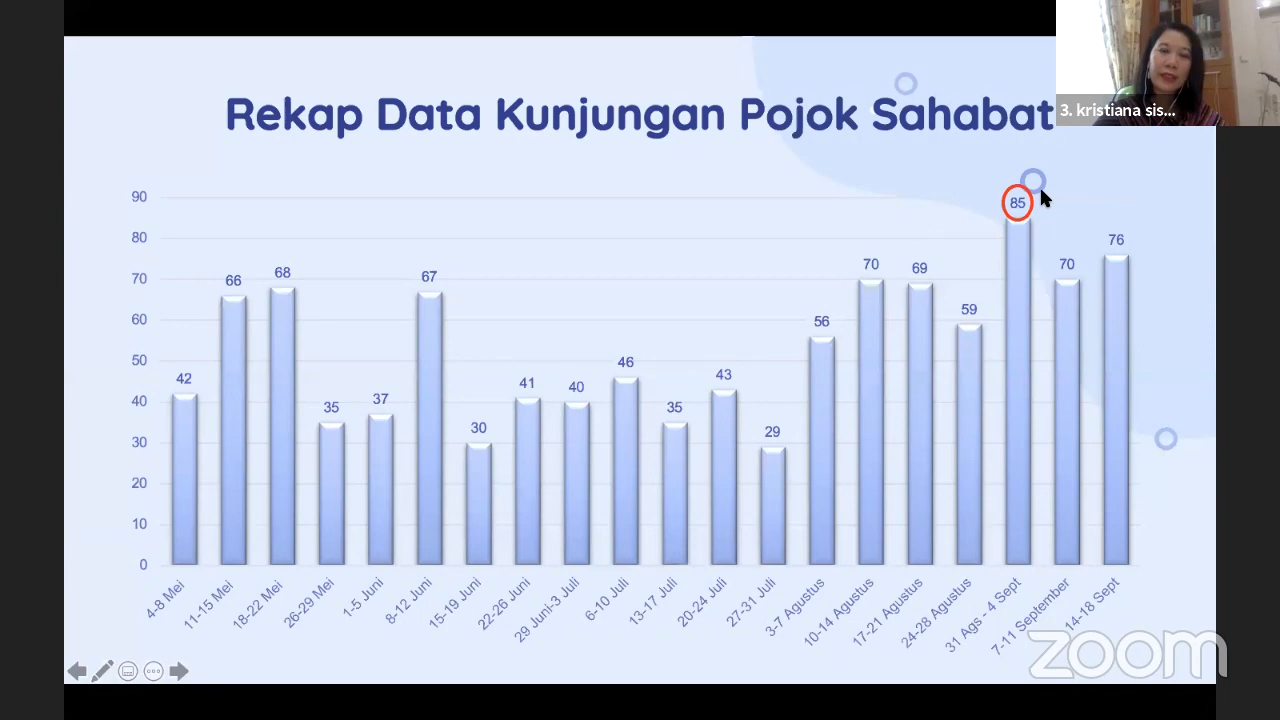 3. kristiana sis...
Rekap Data Kunjungan Pojok Sahabat
90
80
70
60
50
40
30
20
10
0
42
66
68
35
37
67
30
41
40
46
35
43
29
56
70
69
59
85
70
76
4-8 Mei
11-15 Mei
18-22 Mei
26-29 Mei
1-5 Juni
8-12 Juni
15-19 Juni
22-26 Juni
29 Juni-3 Juli
6-10 Juli
13-17 Juli
20-24 Juli
27-31 Juli
3-7 Agustus
10-14 Agustus
17-21 Agustus
24-28 Agustus
31 Ags - 4 Sept
7-11 September
14-18 Sept
zoom